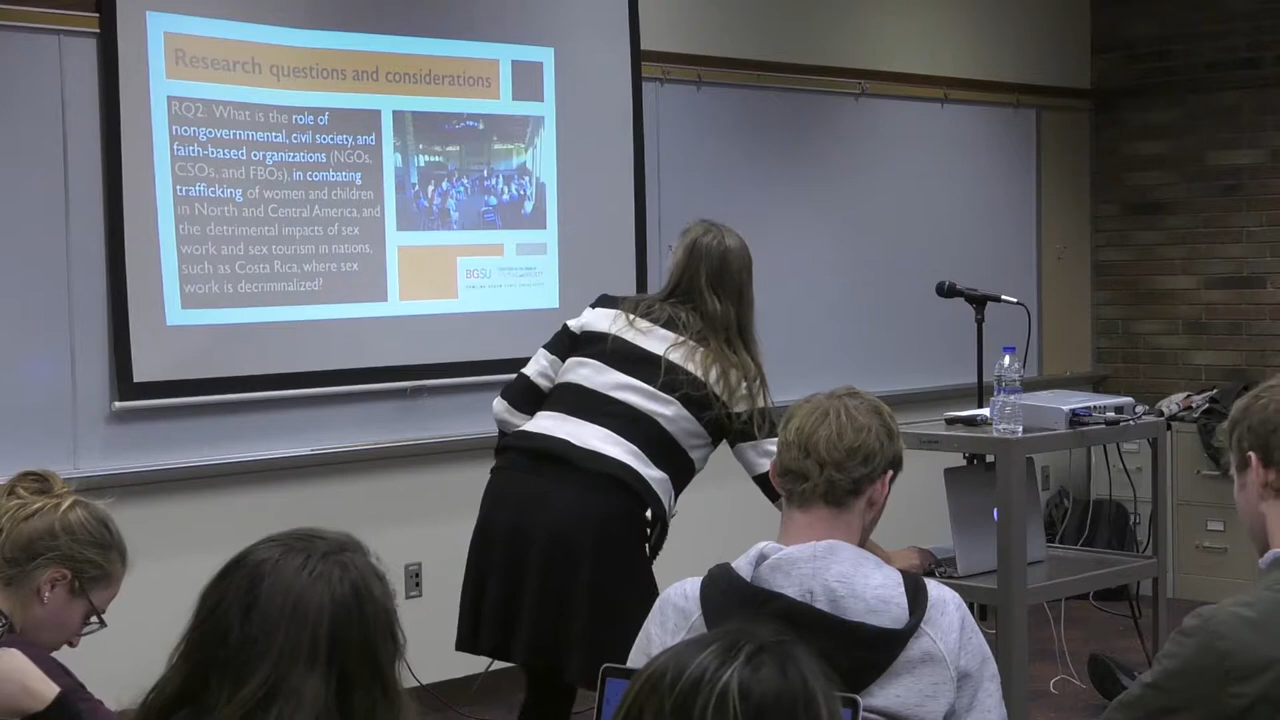 Research questions and considerations
RQ2: What is the role of
nongovernmental, civil society, and
faith-based organizations (NGOs,
CSOs, and FBOs), in combating
trafficking of women and children
in North and Central America, and
the detrimental impacts of sex
work and sex tourism in nations,
such as Costa Rica, where sex
work is decriminalized?
BGSU